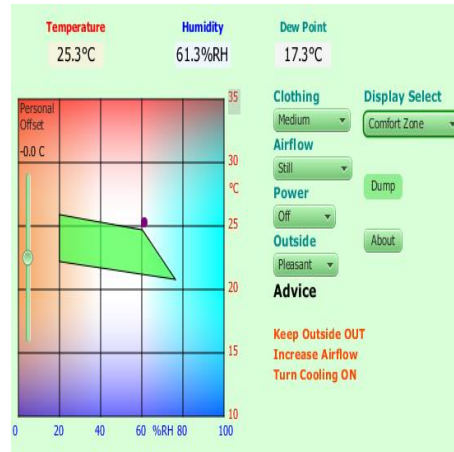 Temperature Humidity Dew Point
25.3°C 61.3%RH 17.3°C
Personal
Offset
-0.0 C
35
30
°C
25
20
15
10
0 20 40 60 %RH 80 100
Clothing Display Select
Medium Comfort Zone
Airflow
Still
Dump
Power
Off
Outside About
Pleasant
Advice
Keep Outside OUT
Increase Airflow
Turn Cooling ON